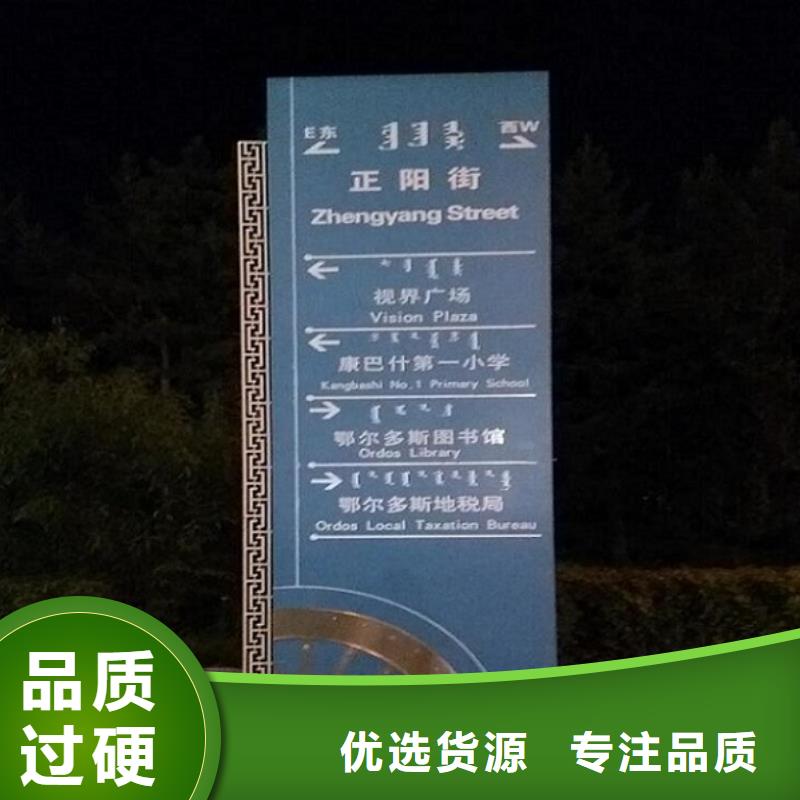 E东 西W
正阳街
Zhengyang Street
视界广场
Vision Plaza
康巴什第一小学
Kangbashi No.1 Primary School
鄂尔多斯图书馆
Ordos Library
鄂尔多斯地税局
Ordos Local Taxation Bureau
品质
过硬
优选货源 专注品质